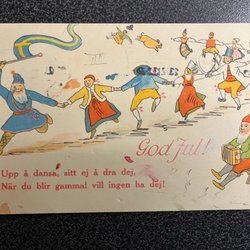 God Jul!
Upp å dansa, sitt ej å dra dej,
När du blir gammal vill ingen ha dej!